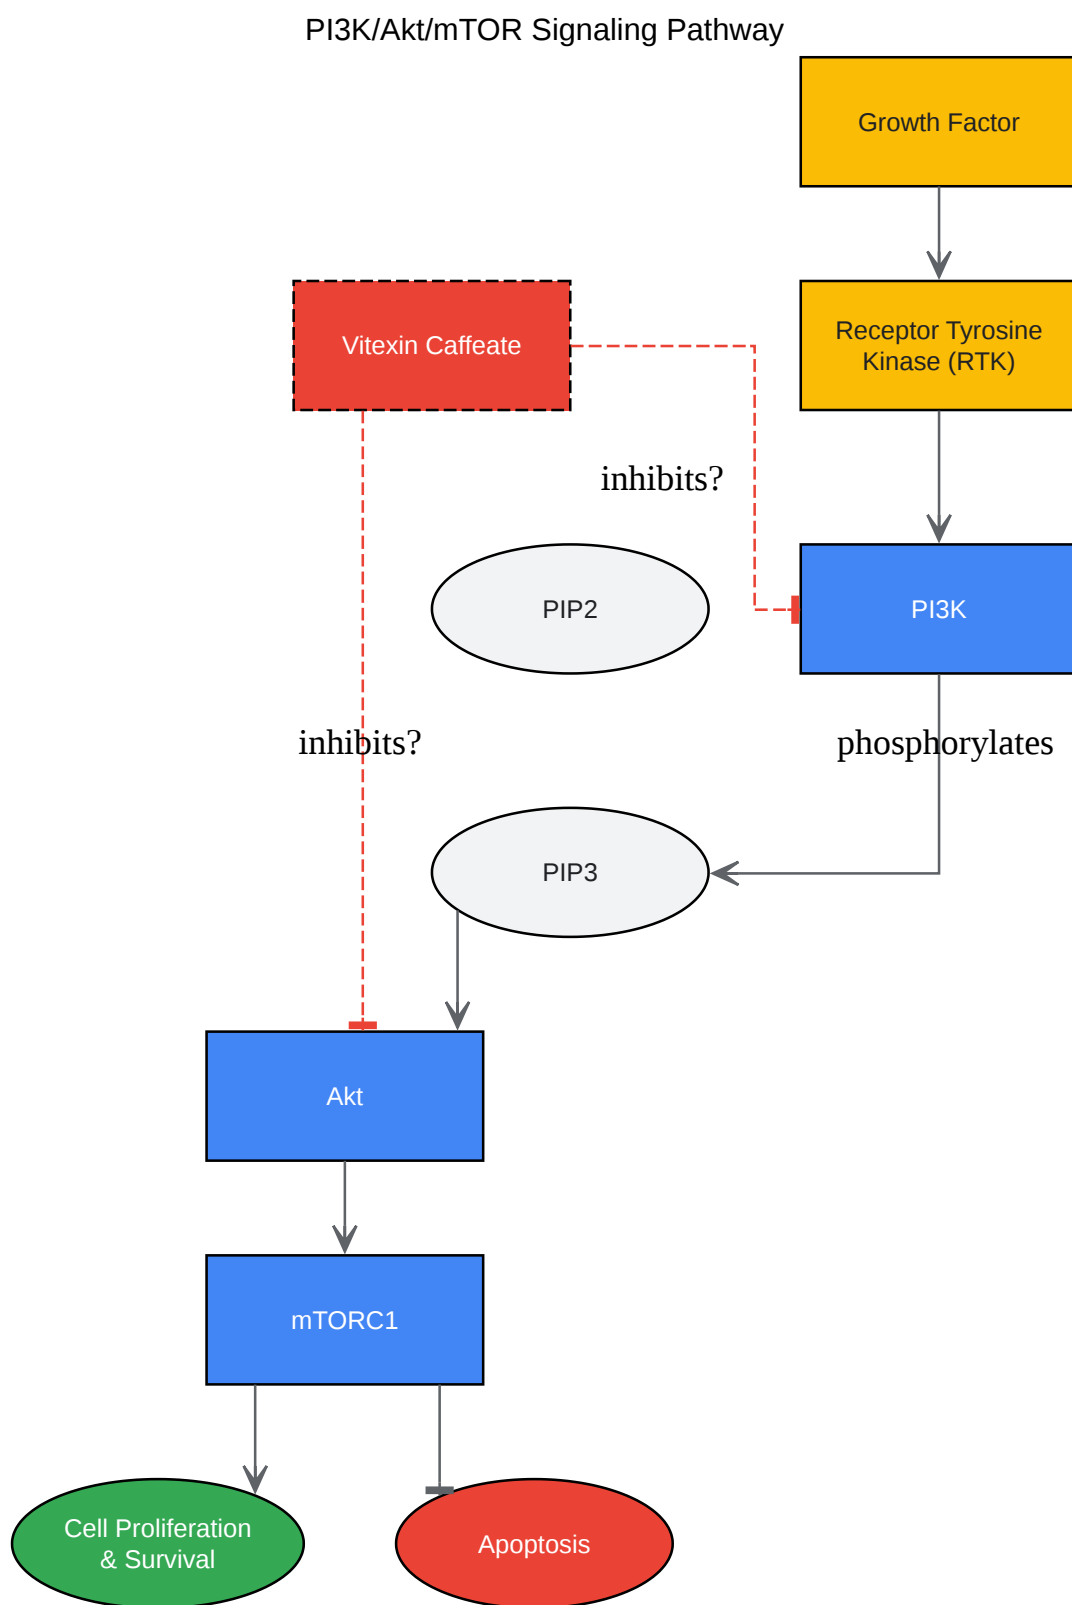 PI3K/Akt/mTOR Signaling Pathway
Growth Factor
Vitexin Caffeate
Receptor Tyrosine
Kinase (RTK)
inhibits?
PIP2
PI3K
inhibits?
phosphorylates
PIP3
Akt
mTORC1
Cell Proliferation
& Survival
Apoptosis